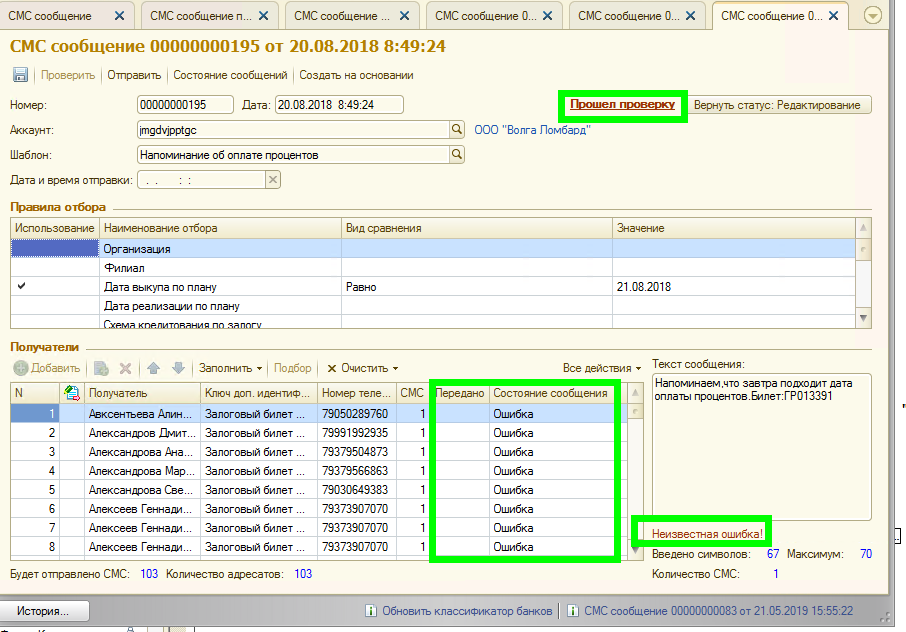 СМС сообщение
СМС сообщение п...
СМС сообщение ...
СМС сообщение 0...
СМС сообщение 0...
СМС сообщение 0...
СМС сообщение 00000000195 от 20.08.2018 8:49:24
Проверить Отправить Состояние сообщений Создать на основании
Номер: 00000000195 Дата: 20.08.2018 8:49:24 Прошел проверку Вернуть статус: Редактирование
Аккаунт: jmgdvjpptgc ООО "Волга Ломбард"
Шаблон: Напоминание об оплате процентов
Дата и время отправки: . . : :
Правила отбора
Использование Наименование отбора Вид сравнения Значение
Организация
Филиал
Дата выкупа по плану Равно 21.08.2018
Дата реализации по плану
Схема кредитования по залогу
Получатели
Добавить Заполнить Подбор Очистить Все действия
N Получатель Ключ доп. идентиф... Номер теле... СМС Передано Состояние сообщения
1 Авксентьева Алин... Залоговый билет ... 79050289760 1 Ошибка
2 Александров Дмит... Залоговый билет ... 79991992935 1 Ошибка
3 Александрова Ана... Залоговый билет ... 79379504873 1 Ошибка
4 Александрова Мар... Залоговый билет ... 79379566863 1 Ошибка
5 Александрова Све... Залоговый билет ... 79030649383 1 Ошибка
6 Алексеев Геннади... Залоговый билет ... 79373907070 1 Ошибка
7 Алексеев Геннади... Залоговый билет ... 79373907070 1 Ошибка
8 Алексеев Геннади... Залоговый билет ... 79373907070 1 Ошибка
Текст сообщения:
Напоминаем,что завтра подходит дата
оплаты процентов.Билет:ГР013391
Неизвестная ошибка!
Введено символов: 67 Максимум: 70
Количество СМС: 1
Будет отправлено СМС: 103 Количество адресатов: 103
История... Обновить классификатор банков СМС сообщение 00000000083 от 21.05.2019 15:55:22